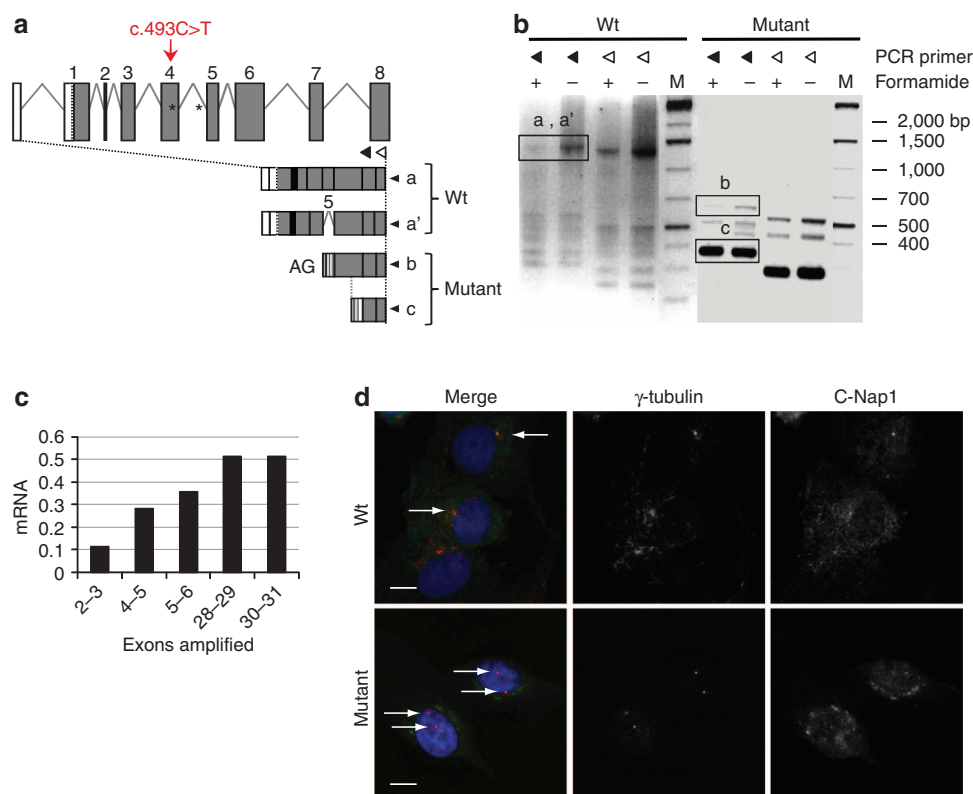 a
c.493C>T
1 2 3 4 5 6 7 8
* *
a
5
a'
Wt
AG
b
Mutant
c
b
Wt Mutant
PCR primer
+ − + − M + − + − M Formamide
a , a'
b
c
2,000 bp
1,500
1,000
700
500
400
c
mRNA
0.6
0.5
0.4
0.3
0.2
0.1
0
2–3 4–5 5–6 28–29 30–31
Exons amplified
d
Merge γ-tubulin C-Nap1
Wt
Mutant